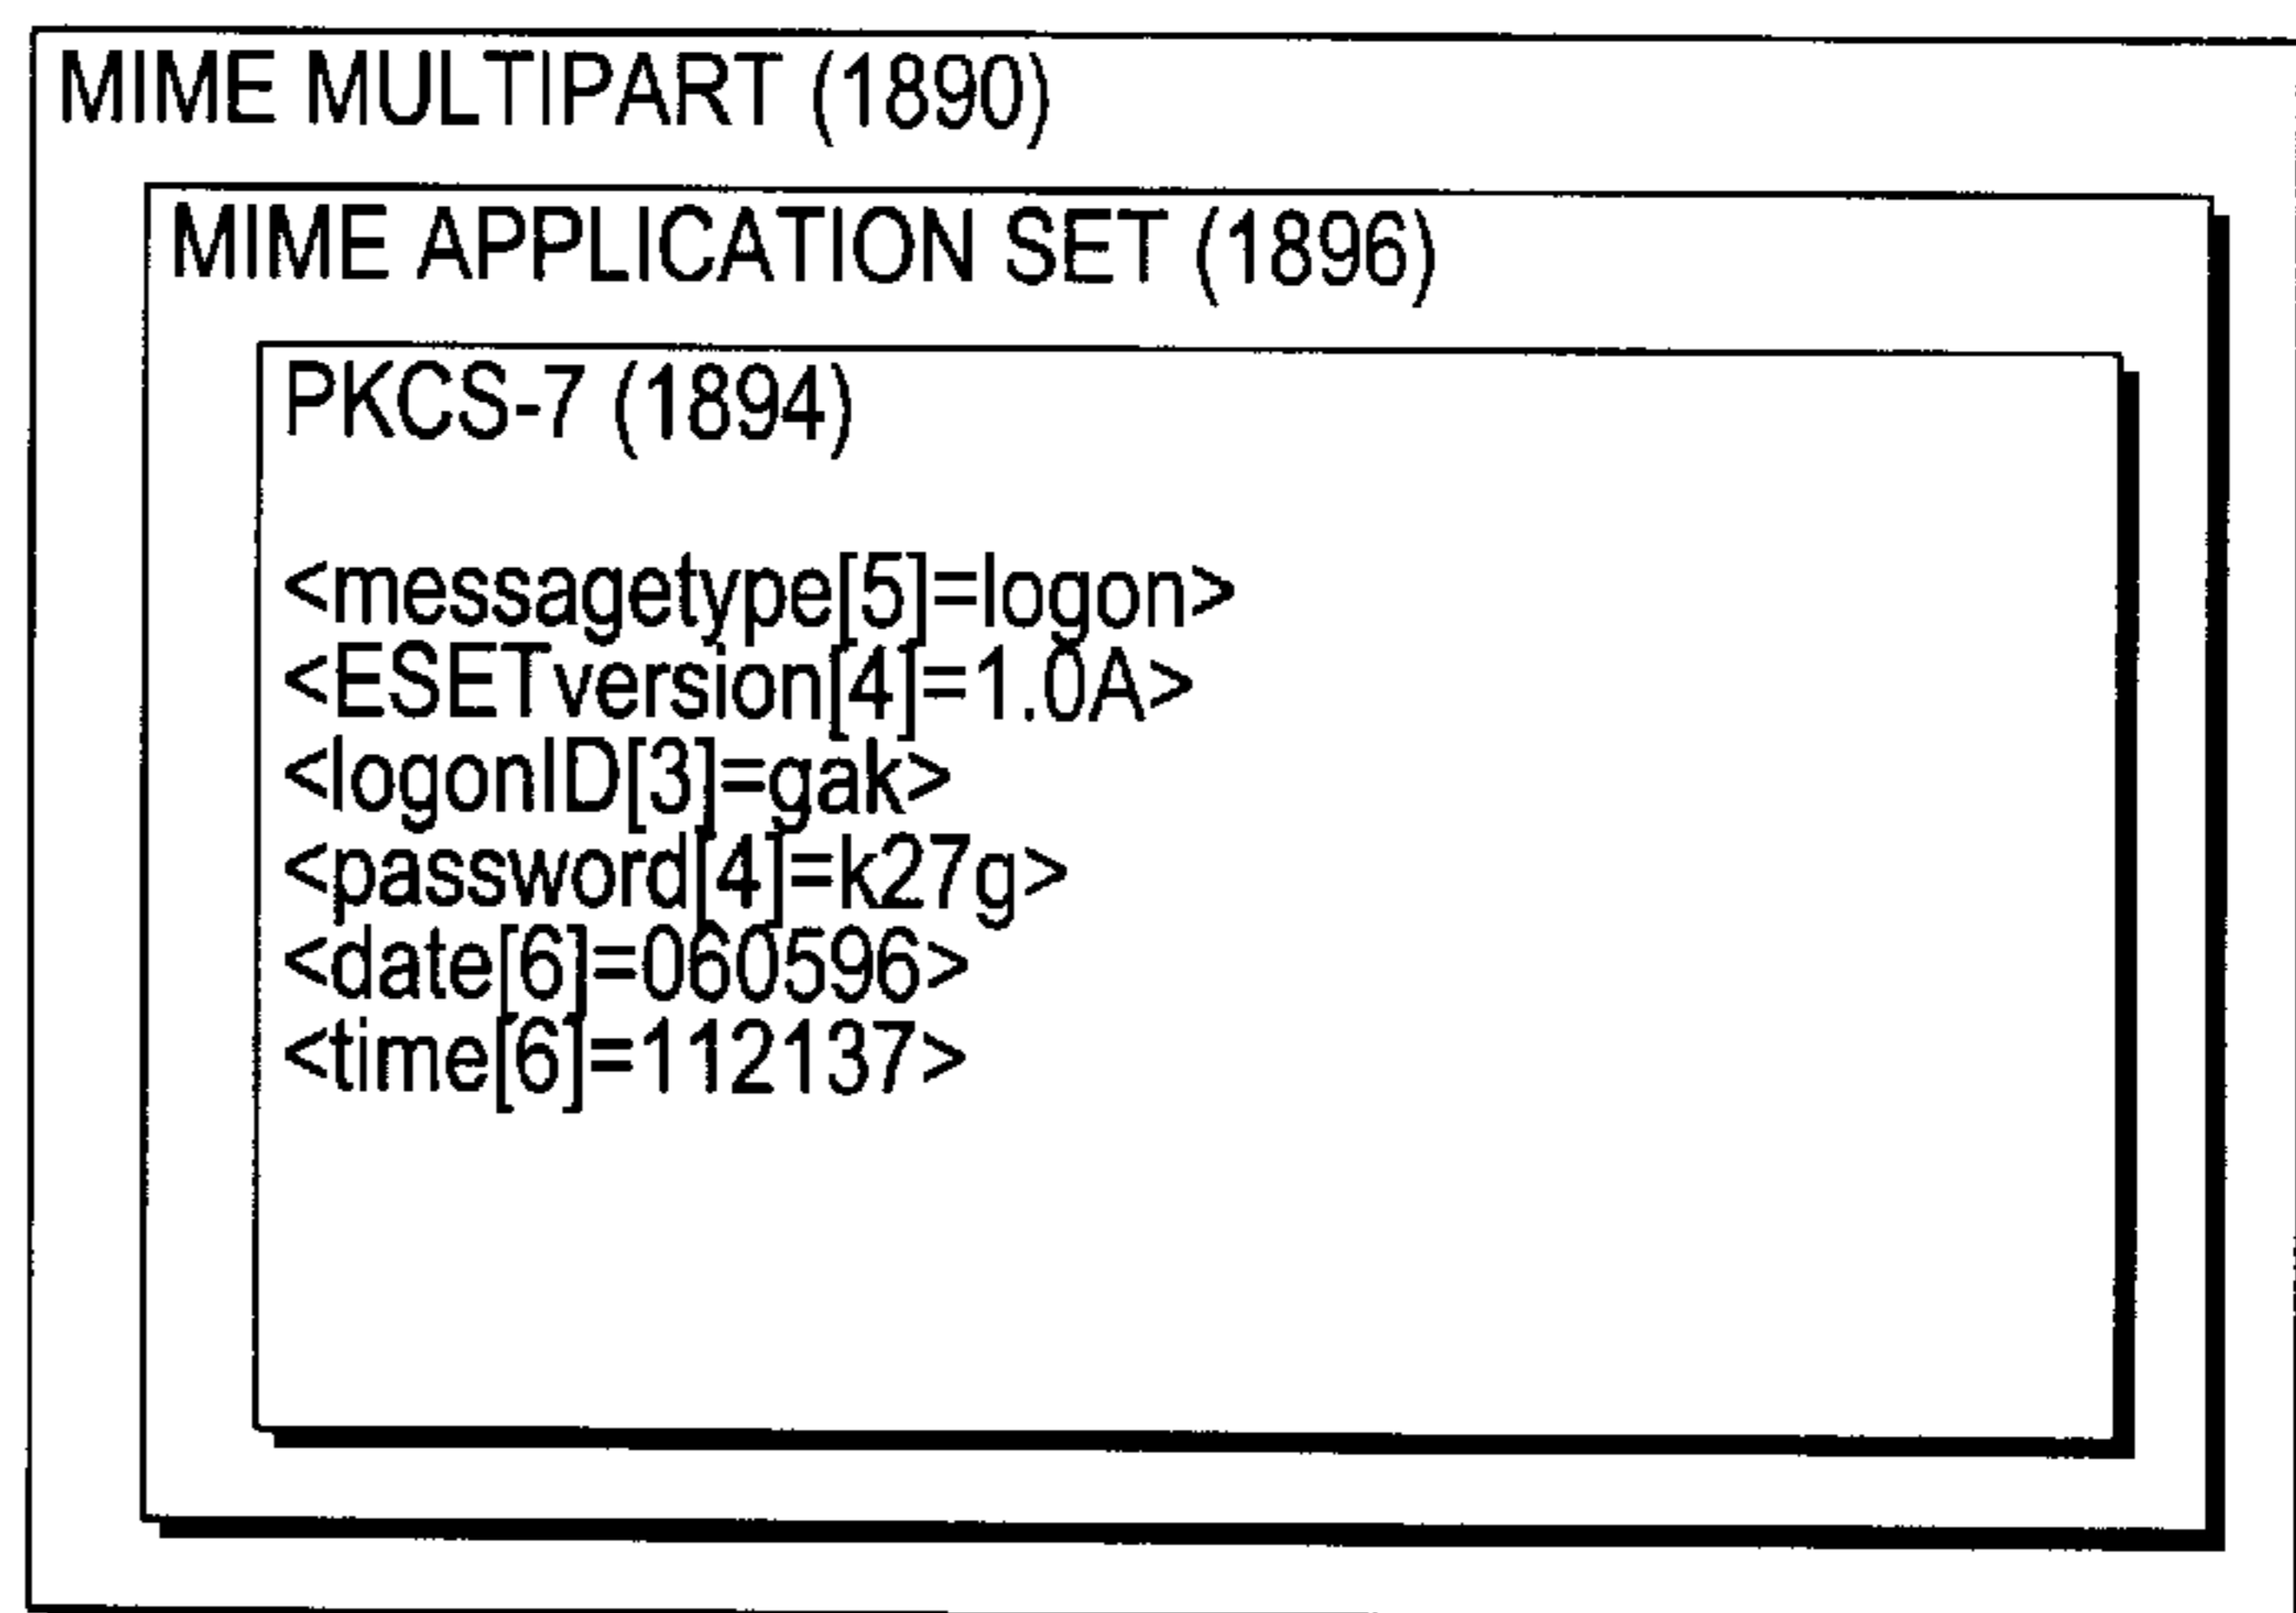 MIME MULTIPART (1890)
MIME APPLICATION SET (1896)
PKCS-7 (1894)
<messagetype[5]=logon>
<ESETversion[4]=1.0A>
<logonID[3]=gak>
<password[4]=k27g>
<date[6]=060596>
<time[6]=112137>